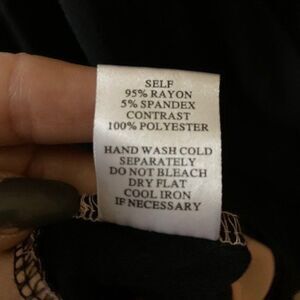 SELF
95% RAYON
5% SPANDEX
CONTRAST
100% POLYESTER
HAND WASH COLD
SEPARATELY
DO NOT BLEACH
DRY FLAT
COOL IRON
IF NECESSARY